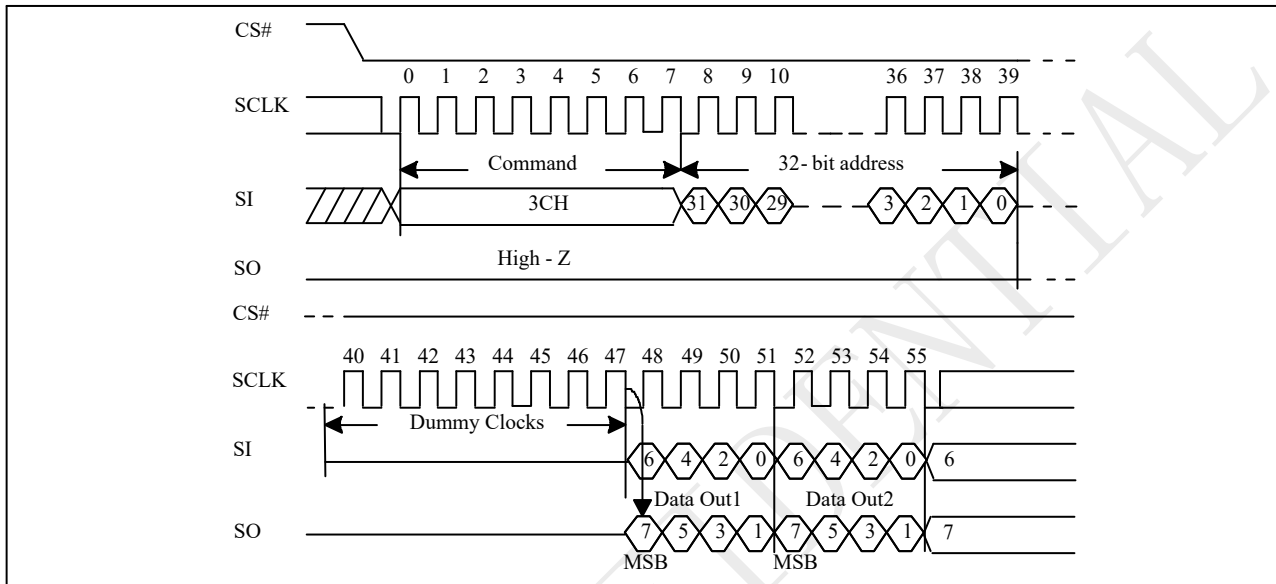 CS#
0 1 2 3 4 5 6 7 8 9 10 36 37 38 39
SCLK
Command 32- bit address
SI 3CH 31 30 29 3 2 1 0
High - Z
SO
CS#
40 41 42 43 44 45 46 47 48 49 50 51 52 53 54 55
SCLK
Dummy Clocks
SI 6 4 2 0 6 4 2 0 6
Data Out1 Data Out2
SO 7 5 3 1 7 5 3 1 7
MSB MSB
IDENTIAL